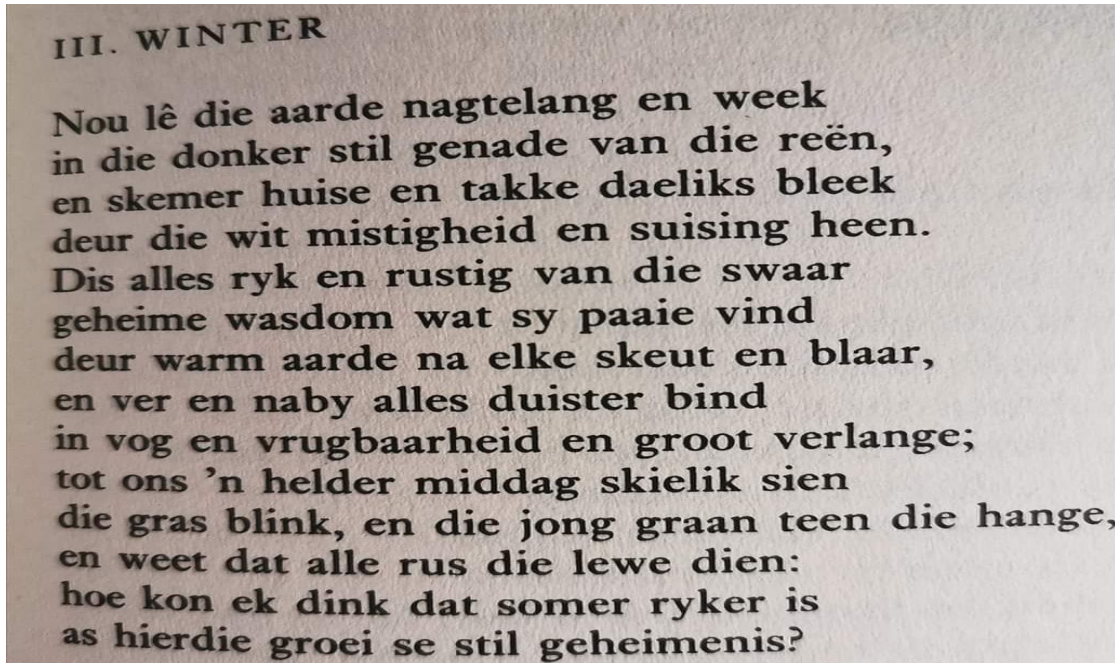 III. WINTER
Nou lê die aarde nagtelang en week
in die donker stil genade van die reën,
en skemer huise en takke daeliks bleek
deur die wit mistigheid en suising heen.
Dis alles ryk en rustig van die swaar
geheime wasdom wat sy paaie vind
deur warm aarde na elke skeut en blaar,
en ver en naby alles duister bind
in vog en vrugbaarheid en groot verlange;
tot ons 'n helder middag skielik sien
die gras blink, en die jong graan teen die hange,
en weet dat alle rus die lewe dien:
hoe kon ek dink dat somer ryker is
as hierdie groei se stil geheimenis?